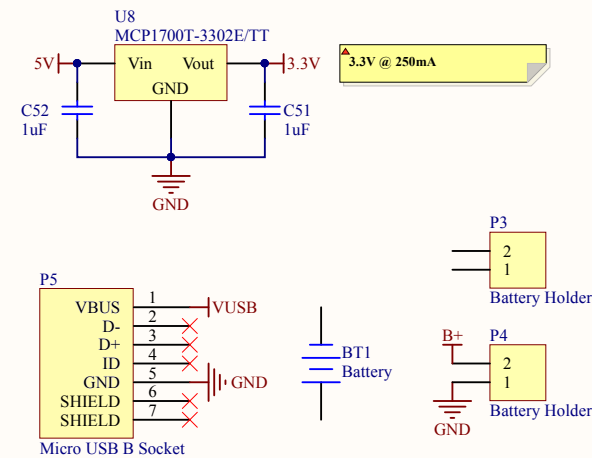 U8
MCP1700T-3302E/TT
5V
Vin
Vout
3.3V
GND
C52
1uF
C51
1uF
GND
3.3V @ 250mA
P3
2
1
Battery Holder
P5
VBUS
1
VUSB
D-
2
D+
3
ID
4
GND
5
GND
SHIELD
6
SHIELD
7
Micro USB B Socket
BT1
Battery
B+
P4
2
1
GND
Battery Holder